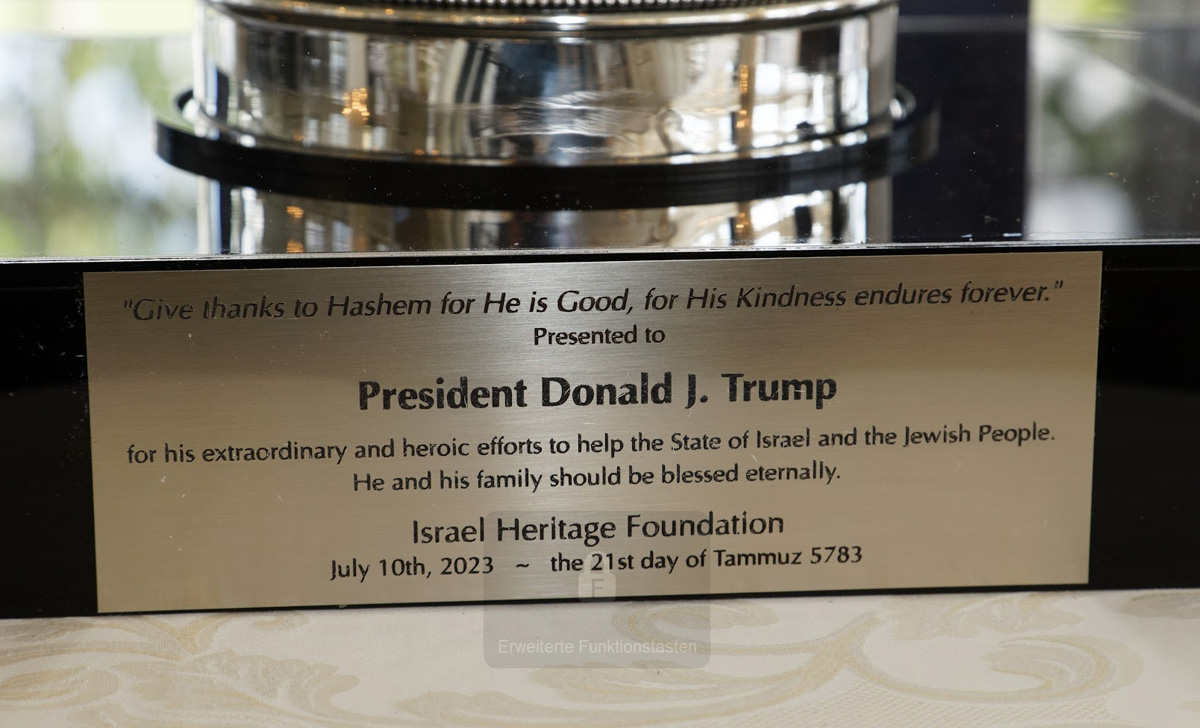 "Give thanks to Hashem for He is Good, for His Kindness endures forever."
Presented to
President Donald J. Trump
for his extraordinary and heroic efforts to help the State of Israel and the Jewish People.
He and his family should be blessed eternally.
Israel Heritage Foundation
July 10th, 2023 ~ the 21st day of Tammuz 5783
F
Erweiterte Funktionstasten